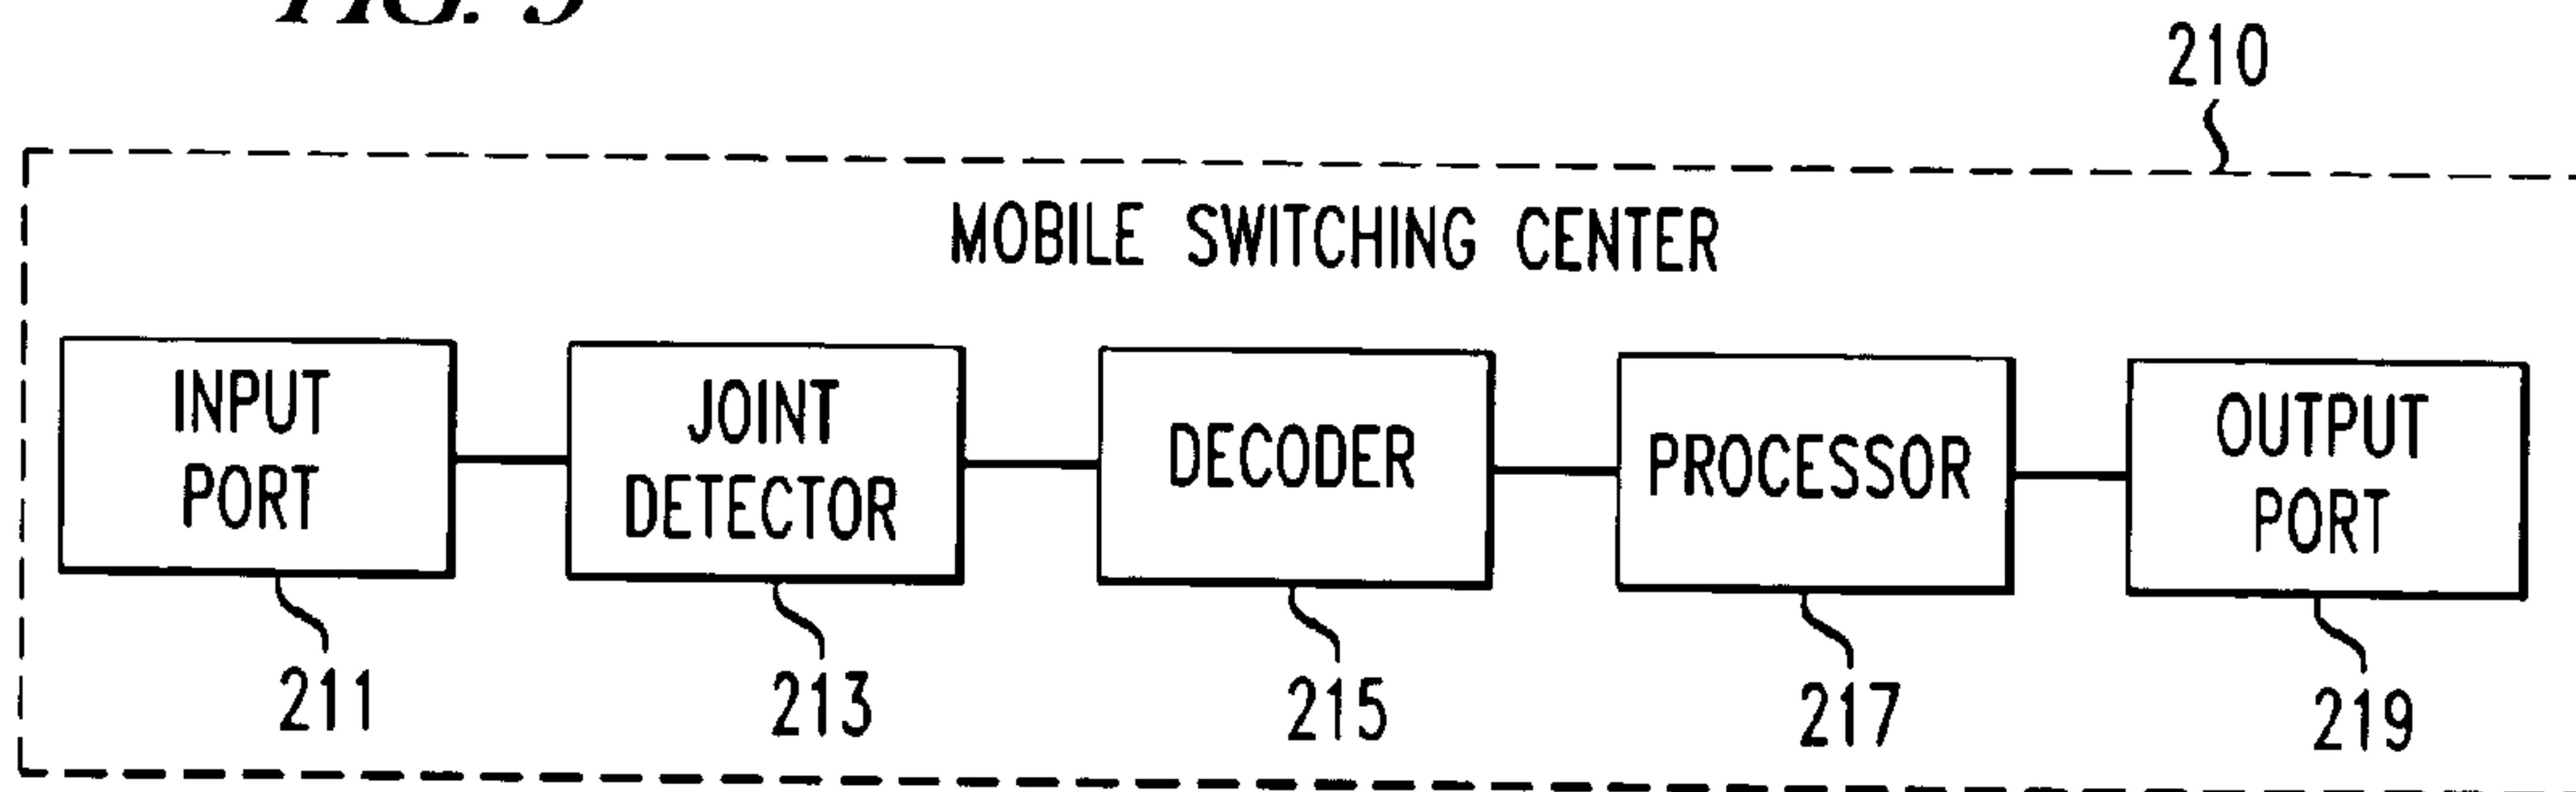 210
MOBILE SWITCHING CENTER
INPUT
PORT
JOINT
DETECTOR
DECODER
PROCESSOR
OUTPUT
PORT
211
213
215
217
219